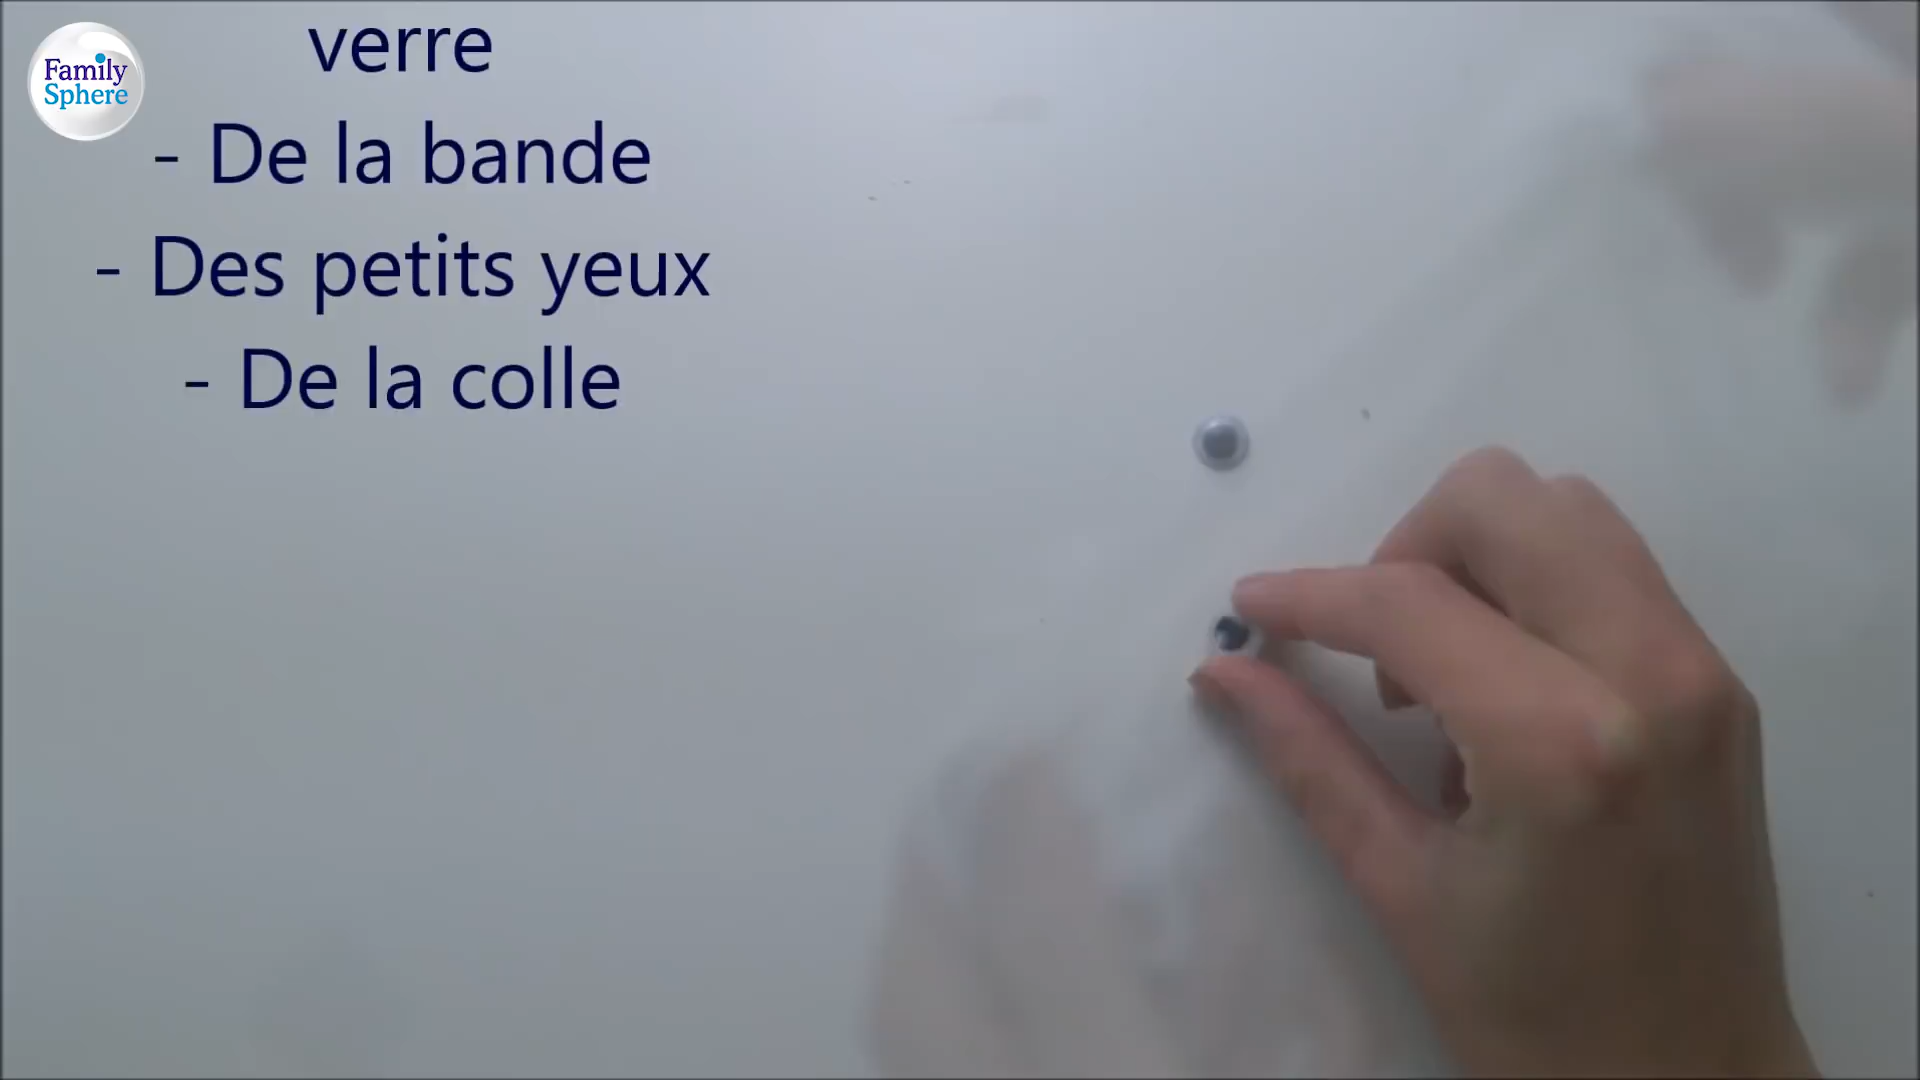 Family
Sphere
verre
- De la bande
- Des petits yeux
- De la colle